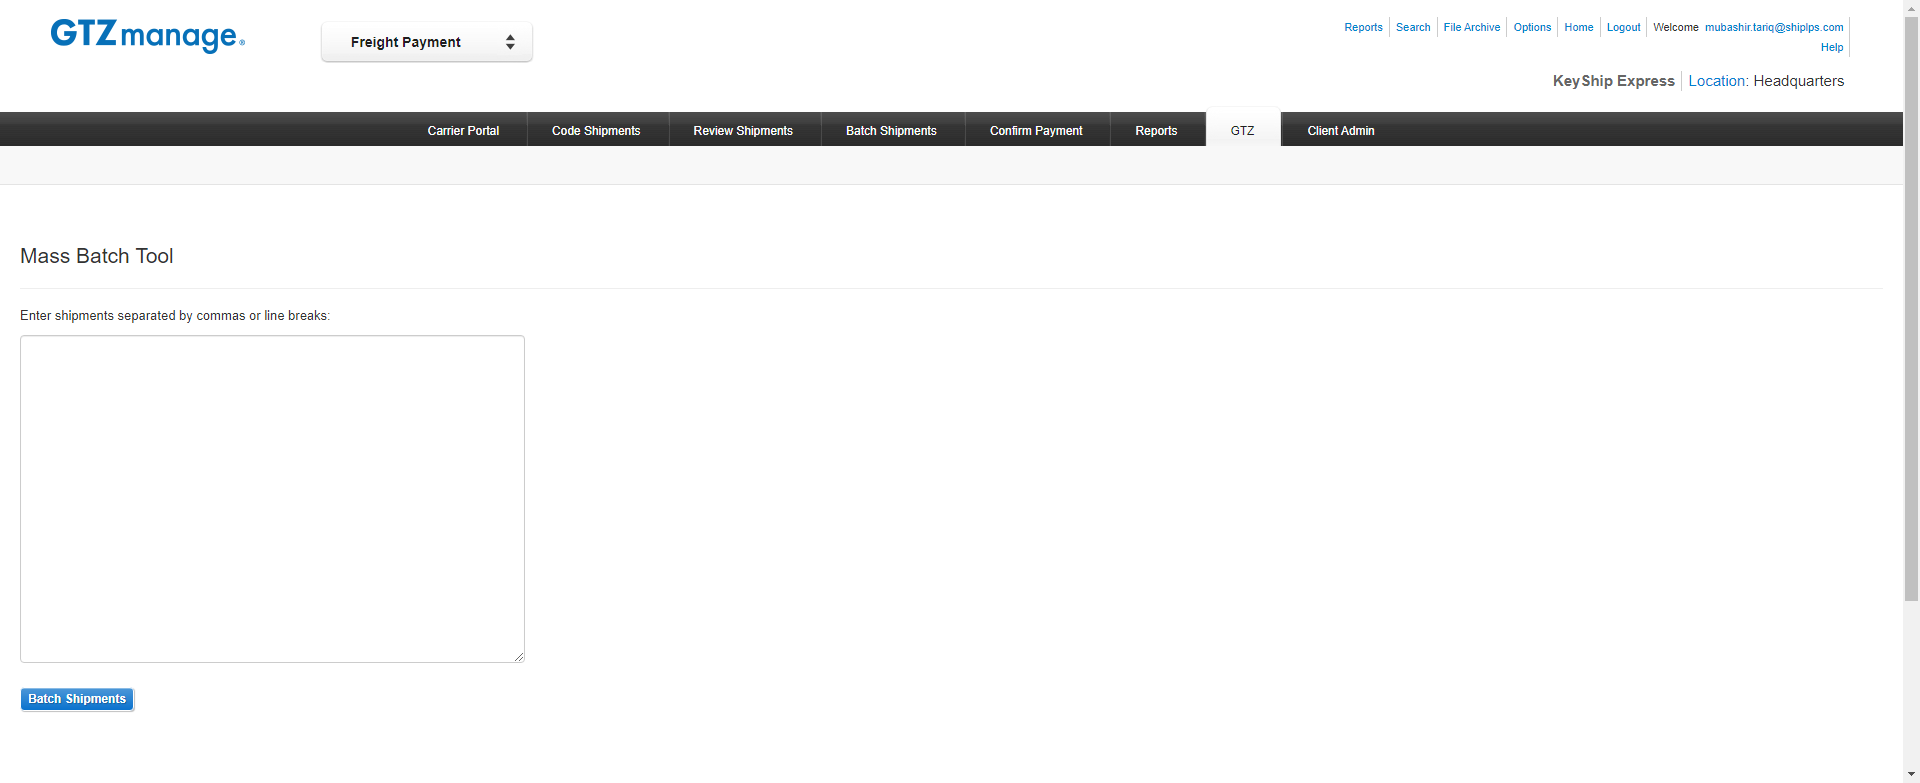 GTZmanage®
Freight Payment
Reports Search File Archive Options Home Logout Welcome mubashir.tariq@shiplps.com
Help
KeyShip Express Location: Headquarters
Carrier Portal Code Shipments Review Shipments Batch Shipments Confirm Payment Reports GTZ Client Admin
Mass Batch Tool
Enter shipments separated by commas or line breaks:
Batch Shipments